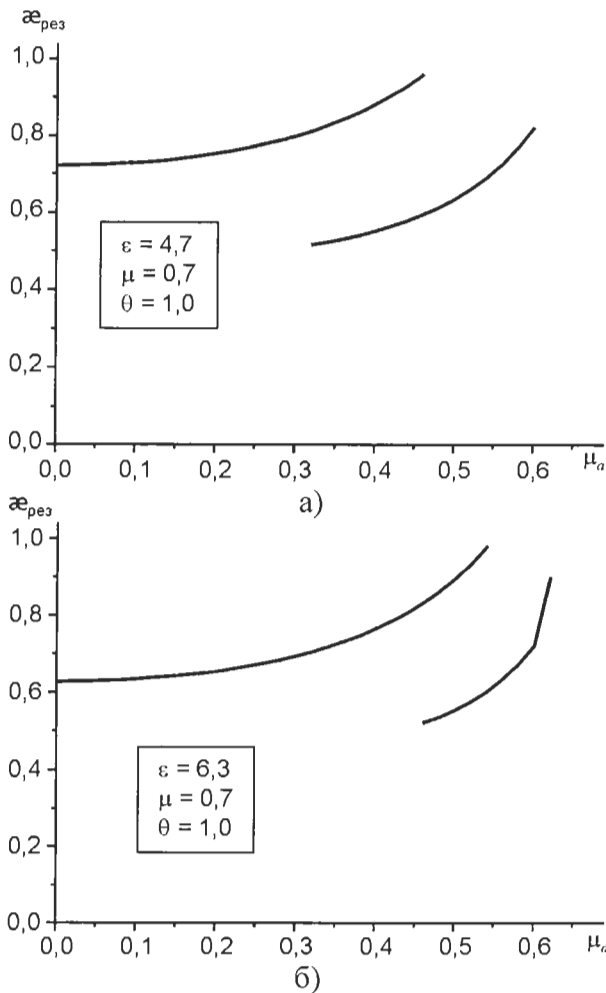 æрез
1,0
0,8
0,6
0,4
0,2
0,0
ε = 4,7
μ = 0,7
θ = 1,0
0,0 0,1 0,2 0,3 0,4 0,5 0,6 μa
а)
æрез
1,0
0,8
0,6
0,4
0,2
0,0
ε = 6,3
μ = 0,7
θ = 1,0
0,0 0,1 0,2 0,3 0,4 0,5 0,6 μa
б)